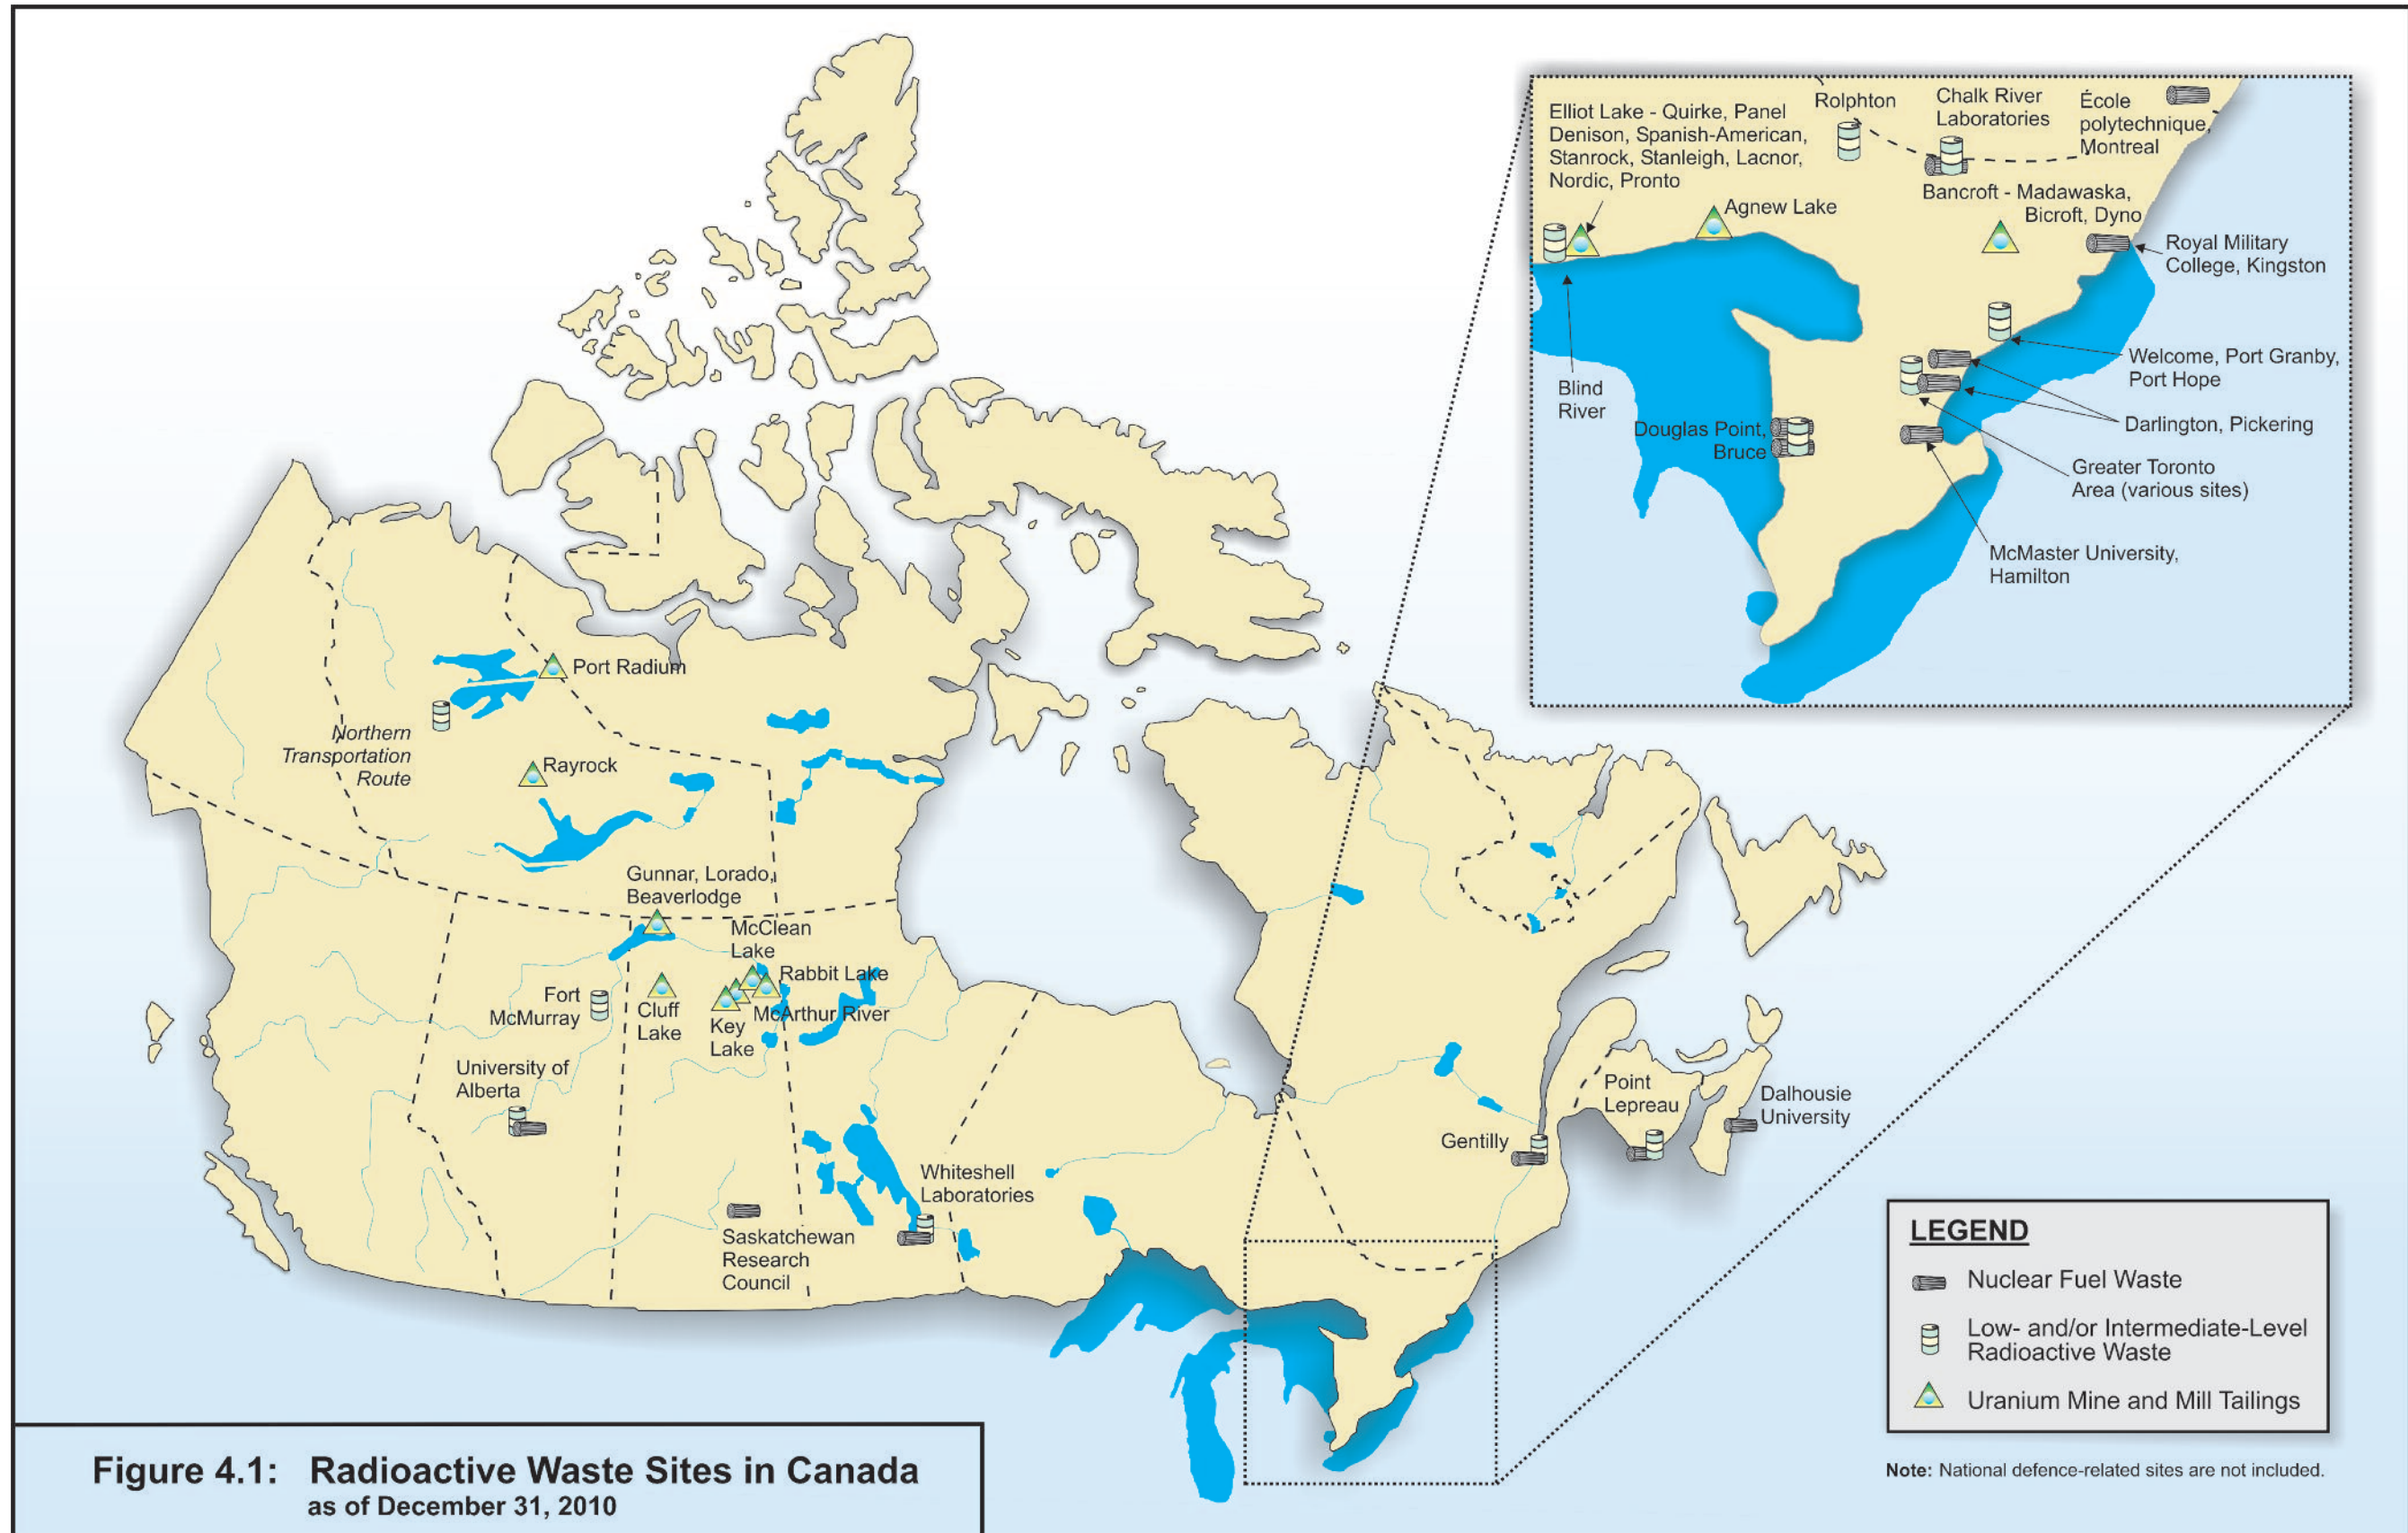 Elliot Lake - Quirke, Panel
Denison, Spanish-American,
Stanrock, Stanleigh, Lacnor,
Nordic, Pronto
Rolphton
Chalk River
Laboratories
École
polytechnique,
Montreal
Agnew Lake
Bancroft - Madawaska,
Bicroft, Dyno
Royal Military
College, Kingston
Blind
River
Welcome, Port Granby,
Port Hope
Darlington, Pickering
Douglas Point,
Bruce
Greater Toronto
Area (various sites)
McMaster University,
Hamilton
Port Radium
Northern
Transportation
Route
Rayrock
Gunnar, Lorado,
Beaverlodge
McClean
Lake
Rabbit Lake
Fort
McMurray
Cluff
Lake
Key
Lake
McArthur River
University of
Alberta
Whiteshell
Laboratories
Saskatchewan
Research
Council
Gentilly
Point
Lepreau
Dalhousie
University
LEGEND
Nuclear Fuel Waste
Low- and/or Intermediate-Level
Radioactive Waste
Uranium Mine and Mill Tailings
Note: National defence-related sites are not included.
Figure 4.1: Radioactive Waste Sites in Canada
as of December 31, 2010